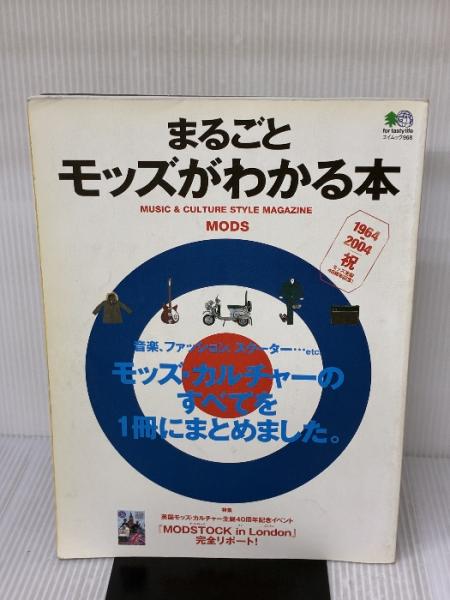 for tasty life
エイムック968
まるごと
モッズがわかる本
MUSIC & CULTURE STYLE MAGAZINE
MODS
1964-2004
祝
音楽、ファッション、スクーター…etc
モッズ・カルチャーの
すべてを
1冊にまとめました。
特集
英国モッズ・カルチャー生誕40周年記念イベント
『MODSTOCK in London』
完全リポート!